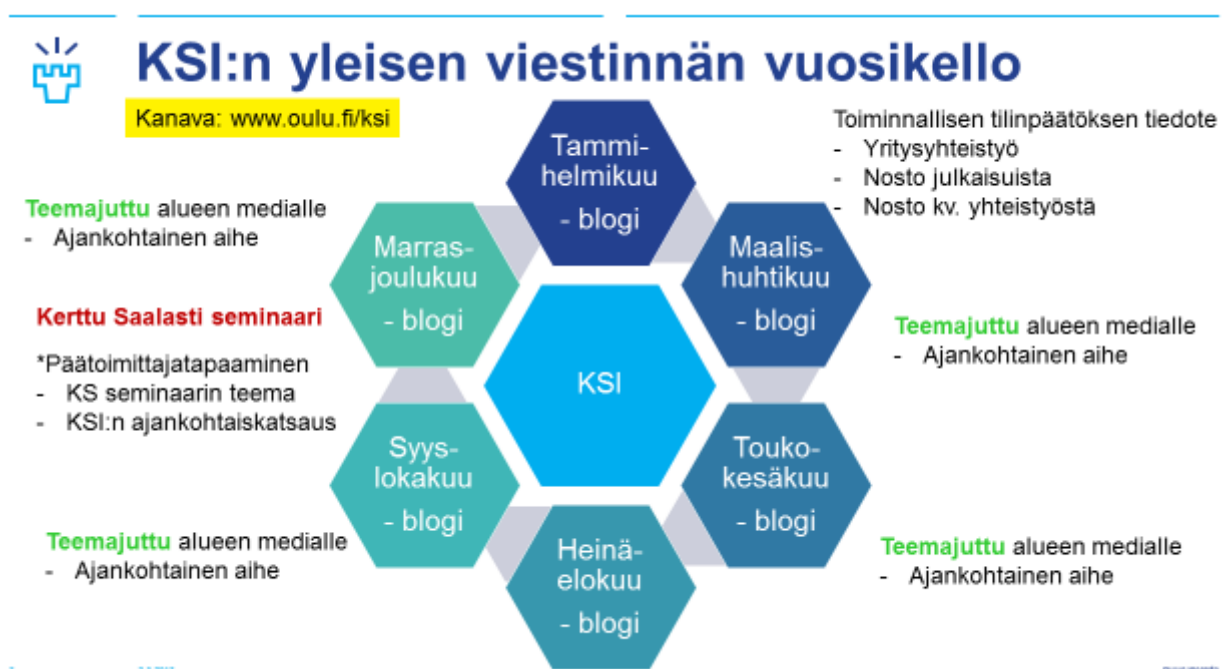 KSI:n yleisen viestinnän vuosikello
Kanava: www.oulu.fi/ksi
Tammi-
helmikuu
- blogi
Toiminnallisen tilinpäätöksen tiedote
- Yritysyhteistyö
- Nosto julkaisuista
- Nosto kv. yhteistyöstä
Maalis-
huhtikuu
- blogi
Teemajuttu alueen medialle
- Ajankohtainen aihe
Touko-
kesäkuu
- blogi
Teemajuttu alueen medialle
- Ajankohtainen aihe
Heinä-
elokuu
- blogi
Syys-
lokakuu
- blogi
Teemajuttu alueen medialle
- Ajankohtainen aihe
Kerttu Saalasti seminaari
*Päätoimittajatapaaminen
- KS seminaarin teema
- KSI:n ajankohtaiskatsaus
Marras-
joulukuu
- blogi
Teemajuttu alueen medialle
- Ajankohtainen aihe
KSI